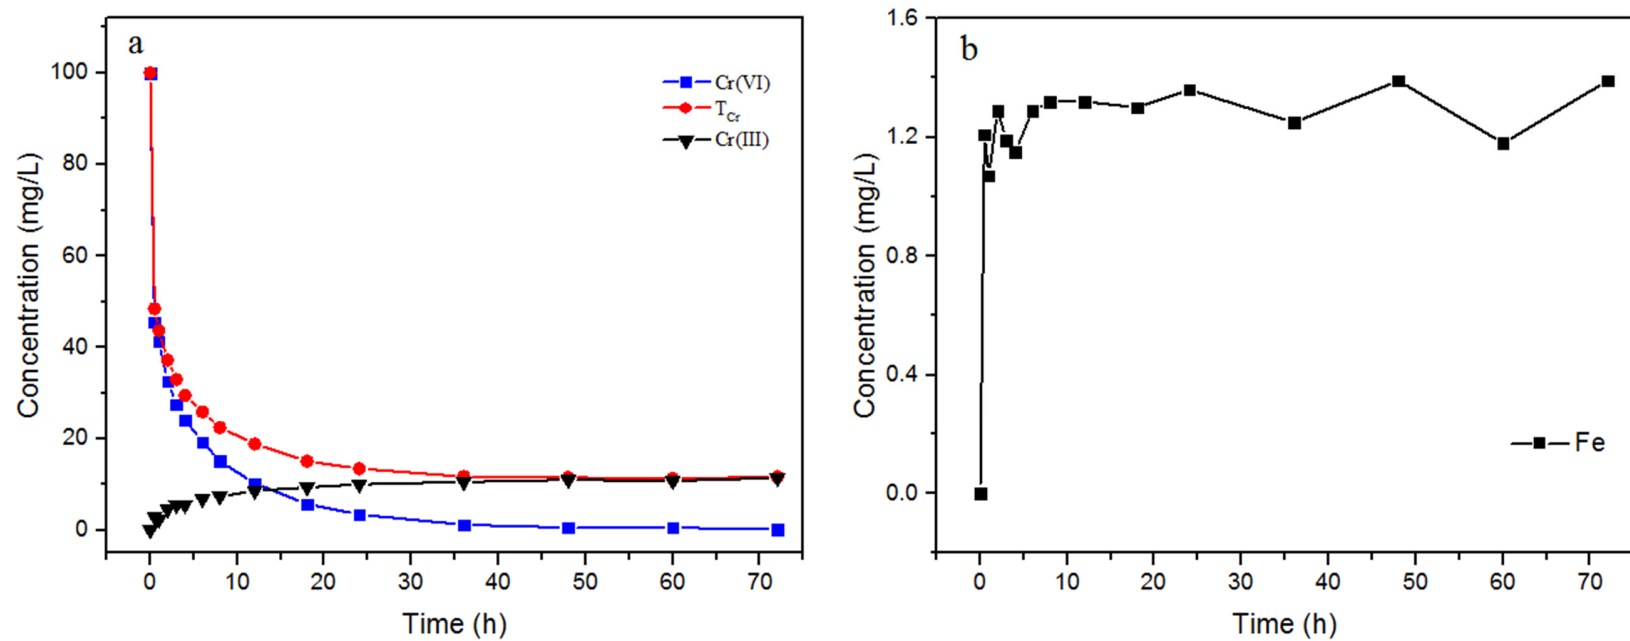 a
Cr(VI)
T_Cr
Cr(III)
100
80
60
40
20
0
Concentration (mg/L)
0 10 20 30 40 50 60 70
Time (h)
b
1.6
1.2
0.8
0.4
0.0
Concentration (mg/L)
Fe
0 10 20 30 40 50 60 70
Time (h)